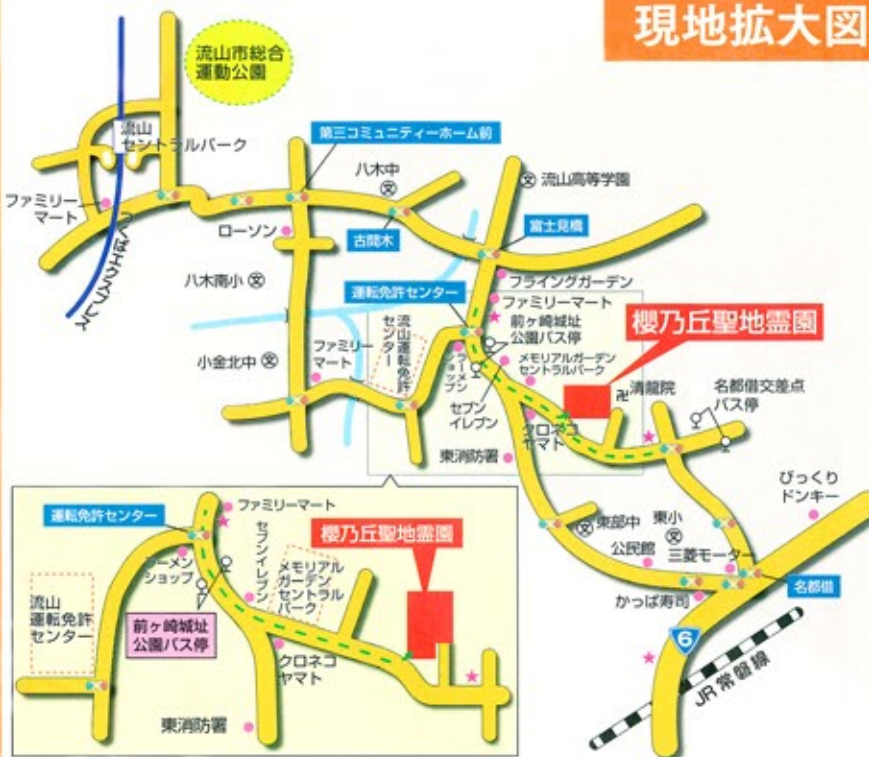 現地拡大図
流山市総合
運動公園
流山
セントラルパーク
ファミリー
マート
つくばエクスプレス
第三コミュニティーホーム前
八木中
流山高等学園
ローソン
古間木
富士見橋
八木南小
運転免許センター
フライングガーデン
ファミリーマート
前ヶ崎城址
公園バス停
櫻乃丘聖地霊園
流山運転免許
センター
小金北中
ファミリー
マート
ラーメン
ショップ
メモリアルガーデン
セントラルパーク
セブン
イレブン
卍清龍院
名都借交差点
バス停
クロネコ
ヤマト
東消防署
びっくり
ドンキー
東部中
東小
公民館
三菱モーター
名都借
かっぱ寿司
6
JR常磐線
運転免許センター
ファミリーマート
セブンイレブン
櫻乃丘聖地霊園
ラーメン
ショップ
メモリアル
ガーデン
セントラル
パーク
流山
運転免許
センター
前ヶ崎城址
公園バス停
クロネコ
ヤマト
東消防署